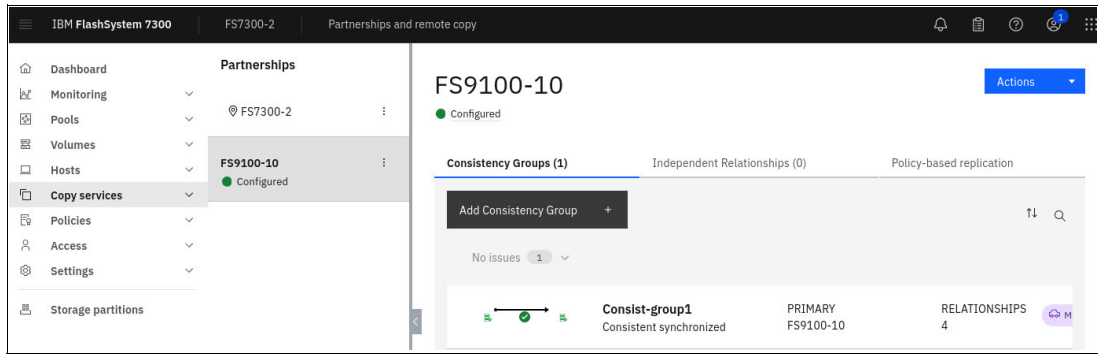 IBM FlashSystem 7300
FS7300-2
Partnerships and remote copy
1
Dashboard
Monitoring
Pools
Volumes
Hosts
Copy services
Policies
Access
Settings
Storage partitions
Partnerships
FS7300-2
FS9100-10
Configured
FS9100-10
Configured
Actions
Consistency Groups (1)
Independent Relationships (0)
Policy-based replication
Add Consistency Group +
No issues 1
Consist-group1
Consistent synchronized
PRIMARY
FS9100-10
RELATIONSHIPS
4
M